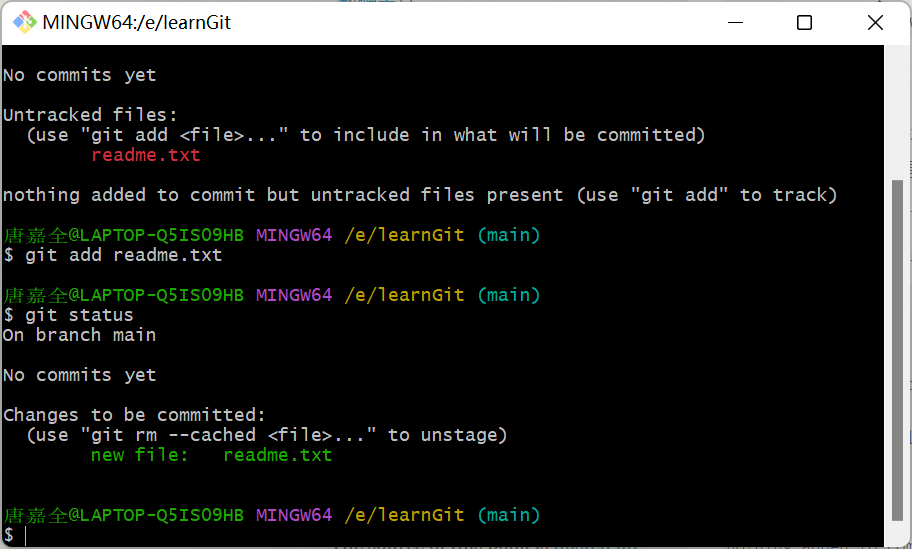 MINGW64:/e/learnGit
No commits yet
Untracked files:
(use "git add <file>..." to include in what will be committed)
readme.txt
nothing added to commit but untracked files present (use "git add" to track)
唐嘉全@LAPTOP-Q5ISO9HB MINGW64 /e/learnGit (main)
$ git add readme.txt
唐嘉全@LAPTOP-Q5ISO9HB MINGW64 /e/learnGit (main)
$ git status
On branch main
No commits yet
Changes to be committed:
(use "git rm --cached <file>..." to unstage)
new file:   readme.txt
唐嘉全@LAPTOP-Q5ISO9HB MINGW64 /e/learnGit (main)
$